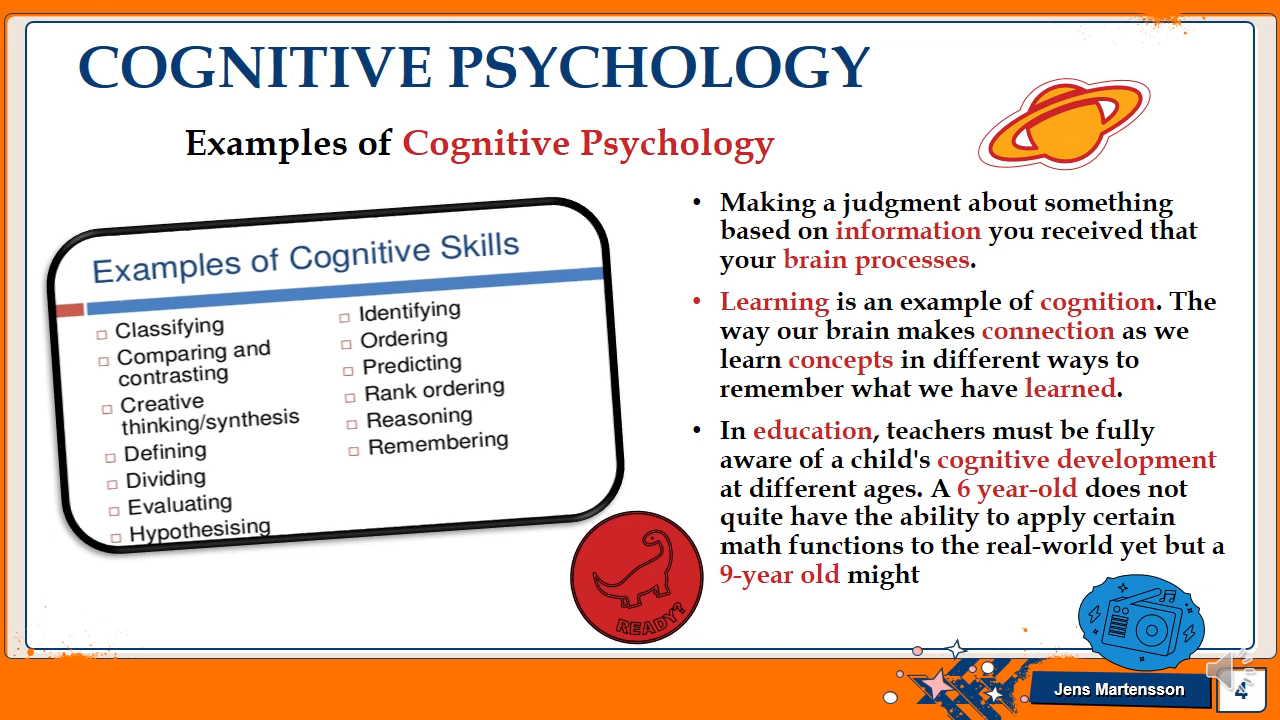 COGNITIVE PSYCHOLOGY
Examples of Cognitive Psychology
Examples of Cognitive Skills
Classifying
Comparing and
contrasting
Creative
thinking/synthesis
Defining
Dividing
Evaluating
Hypothesising
Identifying
Ordering
Predicting
Rank ordering
Reasoning
Remembering
• Making a judgment about something
based on information you received that
your brain processes.
• Learning is an example of cognition. The
way our brain makes connection as we
learn concepts in different ways to
remember what we have learned.
• In education, teachers must be fully
aware of a child's cognitive development
at different ages. A 6 year-old does not
quite have the ability to apply certain
math functions to the real-world yet but a
9-year old might
READY?
Jens Martensson
4